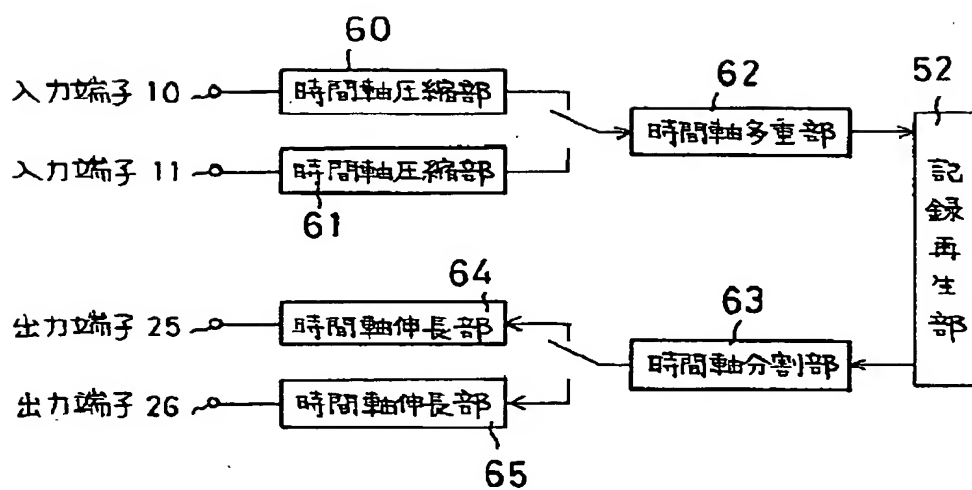 60
入力端子 10
時間軸圧縮部
62
52
時間軸多重部
入力端子 11
時間軸圧縮部
61
記録再生部
64
出力端子 25
時間軸伸長部
63
時間軸分割部
出力端子 26
時間軸伸長部
65